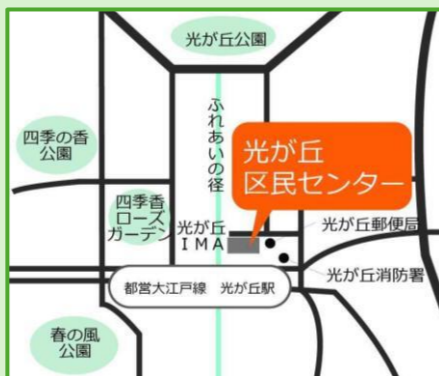 光が丘公園
ふれあいの径
四季の香
公園
光が丘
区民センター
四季香
ローズ
ガーデン
光が丘
IMA
光が丘郵便局
光が丘消防署
都営大江戸線 光が丘駅
春の風
公園